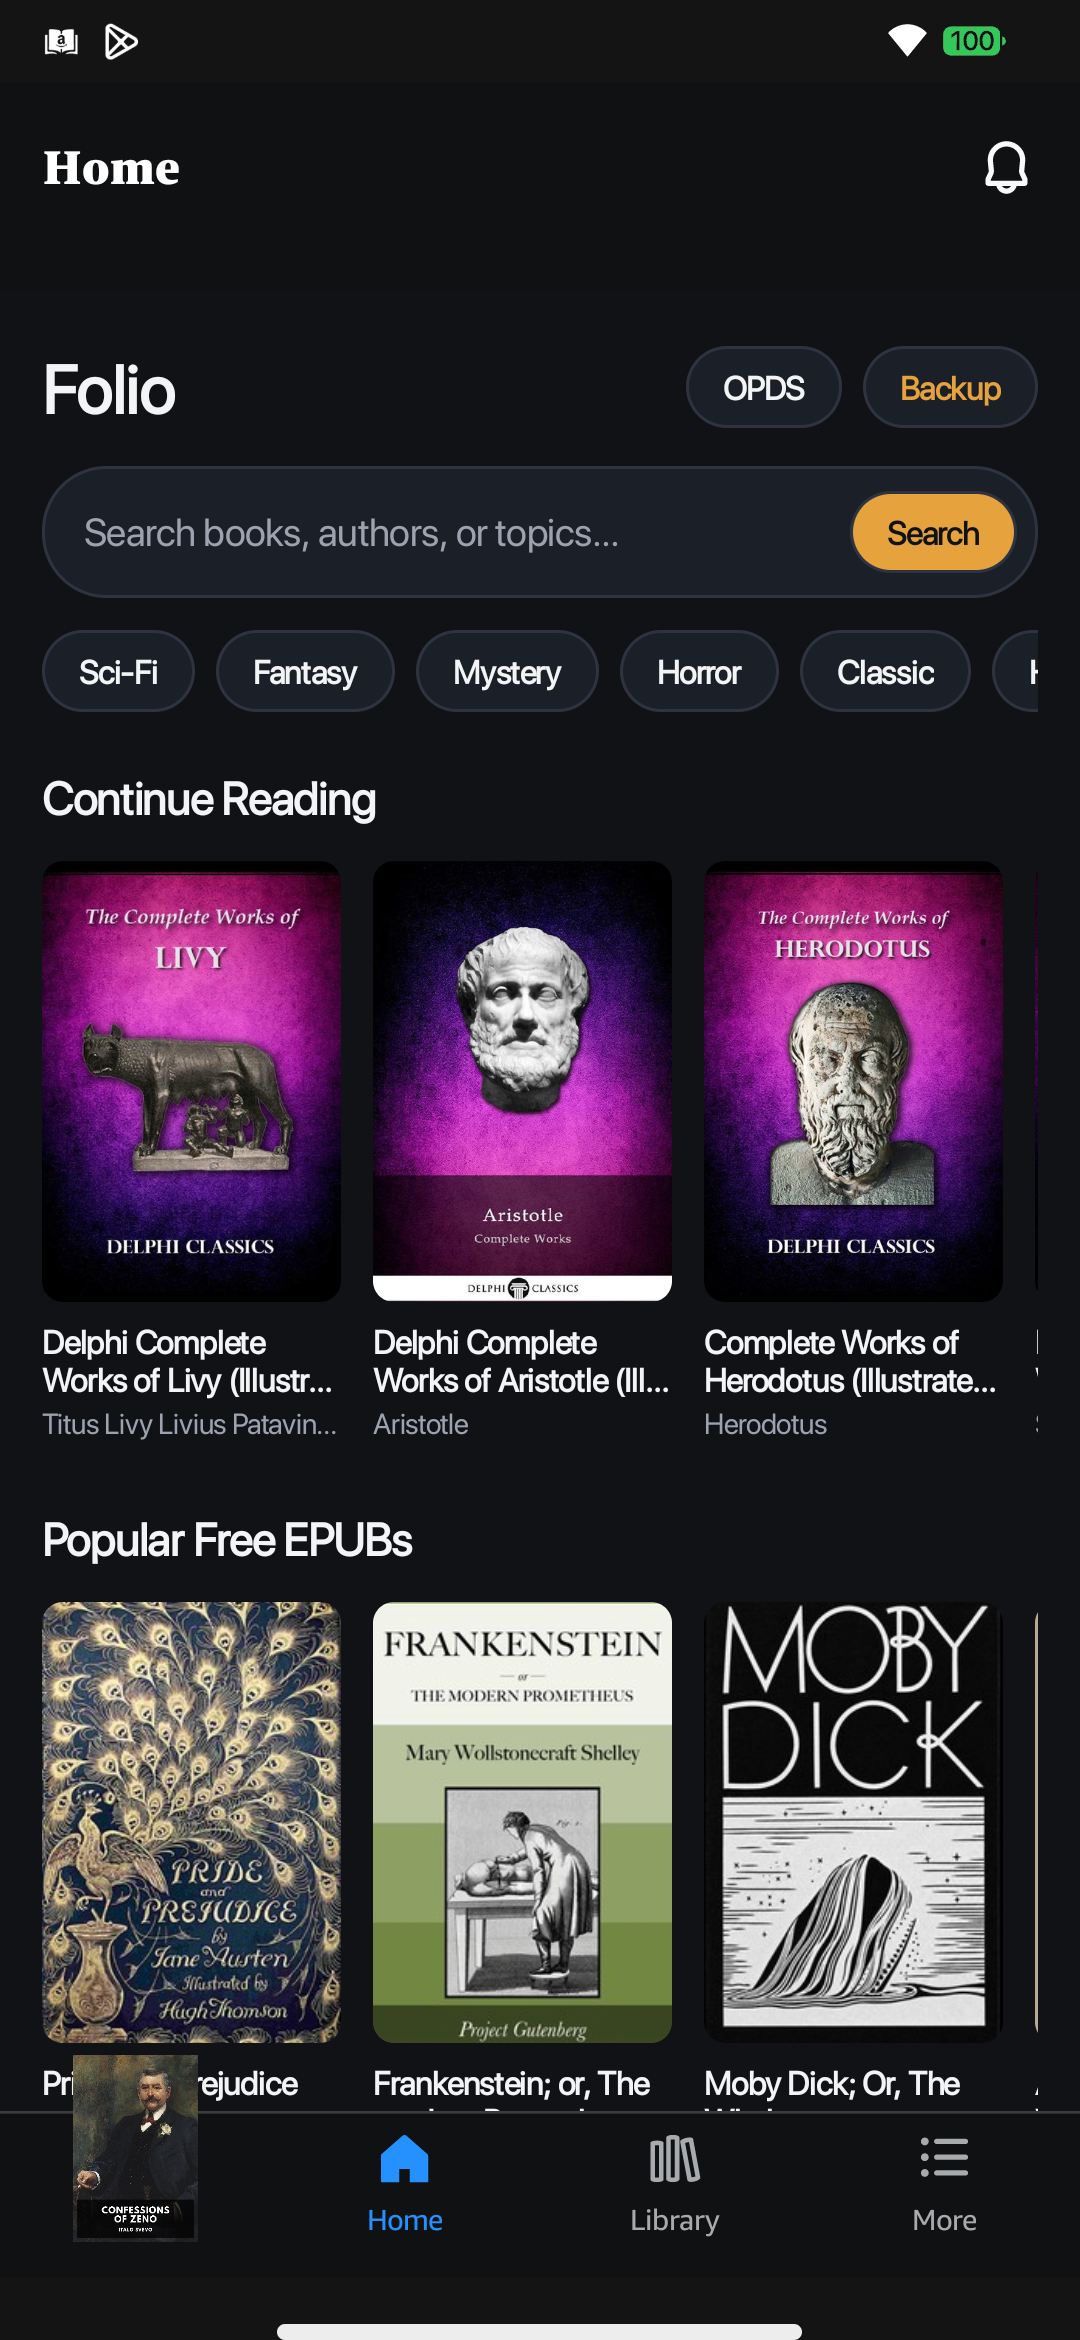 100
Home
Folio
OPDS
Backup
Search books, authors, or topics...
Search
Sci-Fi
Fantasy
Mystery
Horror
Classic
Continue Reading
The Complete Works of
LIVY
DELPHI CLASSICS
Aristotle
Complete Works
DELPHI CLASSICS
The Complete Works of
HERODOTUS
DELPHI CLASSICS
Delphi Complete
Works of Livy (Illustr...
Titus Livy Livius Patavin...
Delphi Complete
Works of Aristotle (Ill...
Aristotle
Complete Works of
Herodotus (Illustrate...
Herodotus
Popular Free EPUBs
PRIDE
and
PREJUDICE
by
Jane Austen
Illustrated by
Hugh Thomson
FRANKENSTEIN
or
THE MODERN PROMETHEUS
Mary Wollstonecraft Shelley
Fig. 1.
Project Gutenberg
MOBY
DICK
Pri rejudice
Frankenstein; or, The
Moby Dick; Or, The
CONFESSIONS
OF ZENO
ITALO SVEVO
Home
Library
More